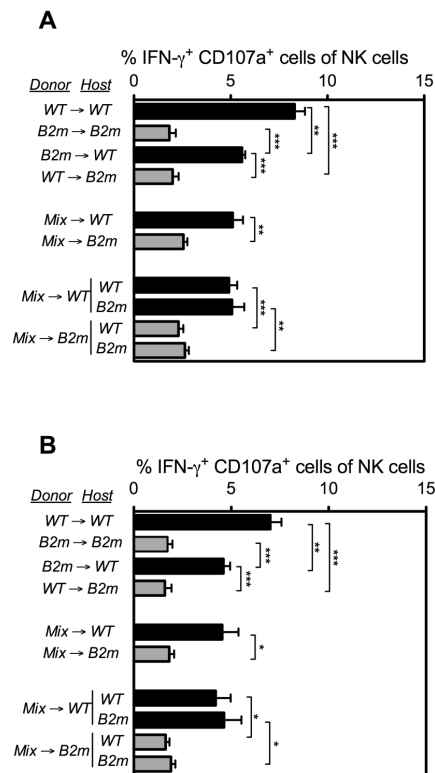 A
% IFN-γ+ CD107a+ cells of NK cells
Donor Host
0 5 10 15
WT → WT
B2m → B2m
B2m → WT
WT → B2m
***
***
**
***
Mix → WT
Mix → B2m
**
Mix → WT WT
B2m
Mix → B2m WT
B2m
***
**
B
% IFN-γ+ CD107a+ cells of NK cells
Donor Host
0 5 10 15
WT → WT
B2m → B2m
B2m → WT
WT → B2m
***
***
**
***
Mix → WT
Mix → B2m
*
Mix → WT WT
B2m
Mix → B2m WT
B2m
*
*